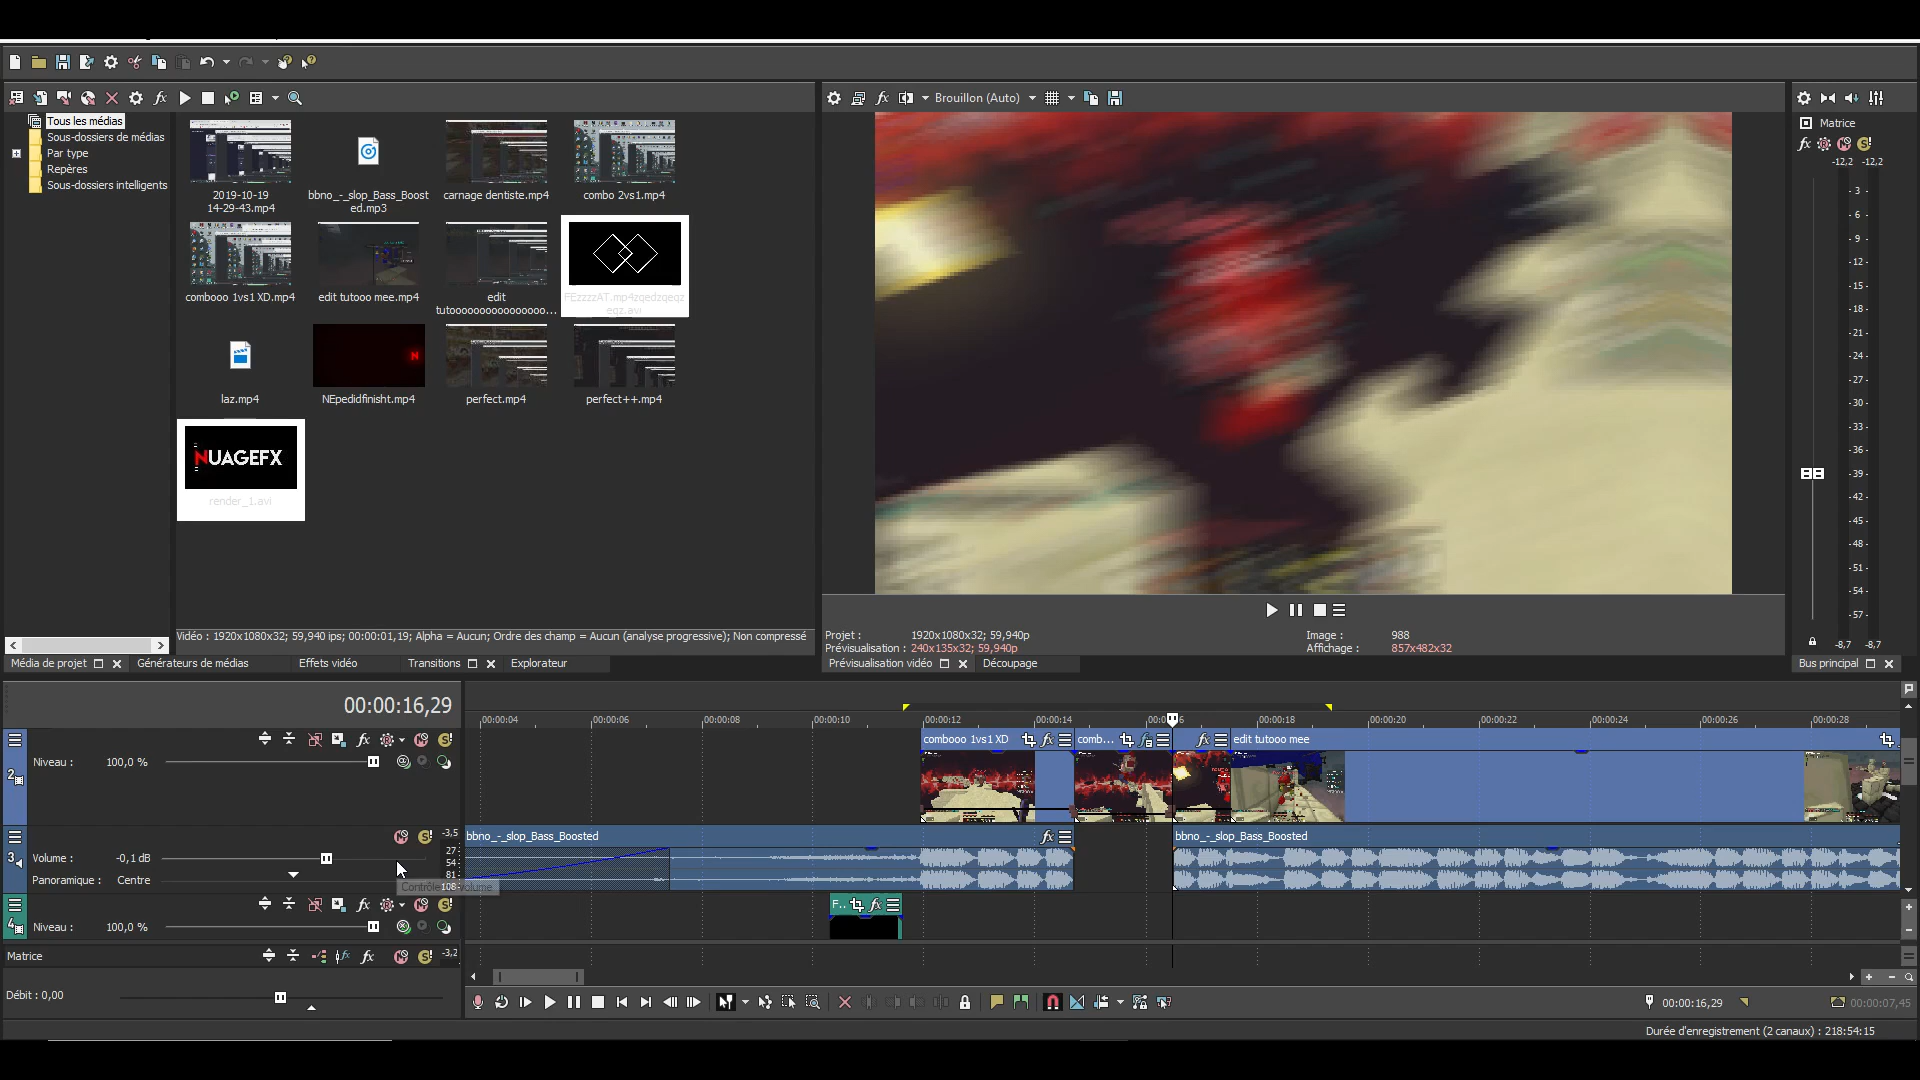 Brouillon (Auto)
Tous les médias
Sous-dossiers de médias
Par type
Repères
Sous-dossiers intelligents
2019-10-19
14-29-43.mp4
bbno_-_slop_Bass_Boost
ed.mp3
carnage dentiste.mp4
combo 2vs1.mp4
combooo 1vs1 XD.mp4
edit tutooo mee.mp4
edit
tutoooooooooooooooo...
FEzzzzAT.mp4zqedzqeqz
eqz.avi
laz.mp4
N
NEpedidfinisht.mp4
perfect.mp4
perfect++.mp4
NUAGEFX
render_1.avi
Vidéo : 1920x1080x32; 59,940 ips; 00:00:01,19; Alpha = Aucun; Ordre des champ = Aucun (analyse progressive); Non compressé
Média de projet
Générateurs de médias
Effets vidéo
Transitions
Explorateur
Projet : 1920x1080x32; 59,940p
Prévisualisation : 240x135x32; 59,940p
Image : 988
Affichage : 857x482x32
Prévisualisation vidéo
Découpage
Matrice
-12,2 -12,2
3
6
9
12
15
18
21
24
27
30
33
36
39
42
45
48
51
54
57
-8,7 -8,7
Bus principal
00:00:16,29
00:00:04
00:00:06
00:00:08
00:00:10
00:00:12
00:00:14
00:00:18
00:00:20
00:00:22
00:00:24
00:00:26
00:00:28
2
Niveau : 100,0 %
combooo 1vs1 XD
comb...
edit tutooo mee
3
-3,5
27
54
81
108
Volume : -0,1 dB
Panoramique : Centre
bbno_-_slop_Bass_Boosted
bbno_-_slop_Bass_Boosted
4
Niveau : 100,0 %
F...
Matrice
-3,2
Débit : 0,00
00:00:16,29
00:00:07,45
Durée d'enregistrement (2 canaux) : 218:54:15